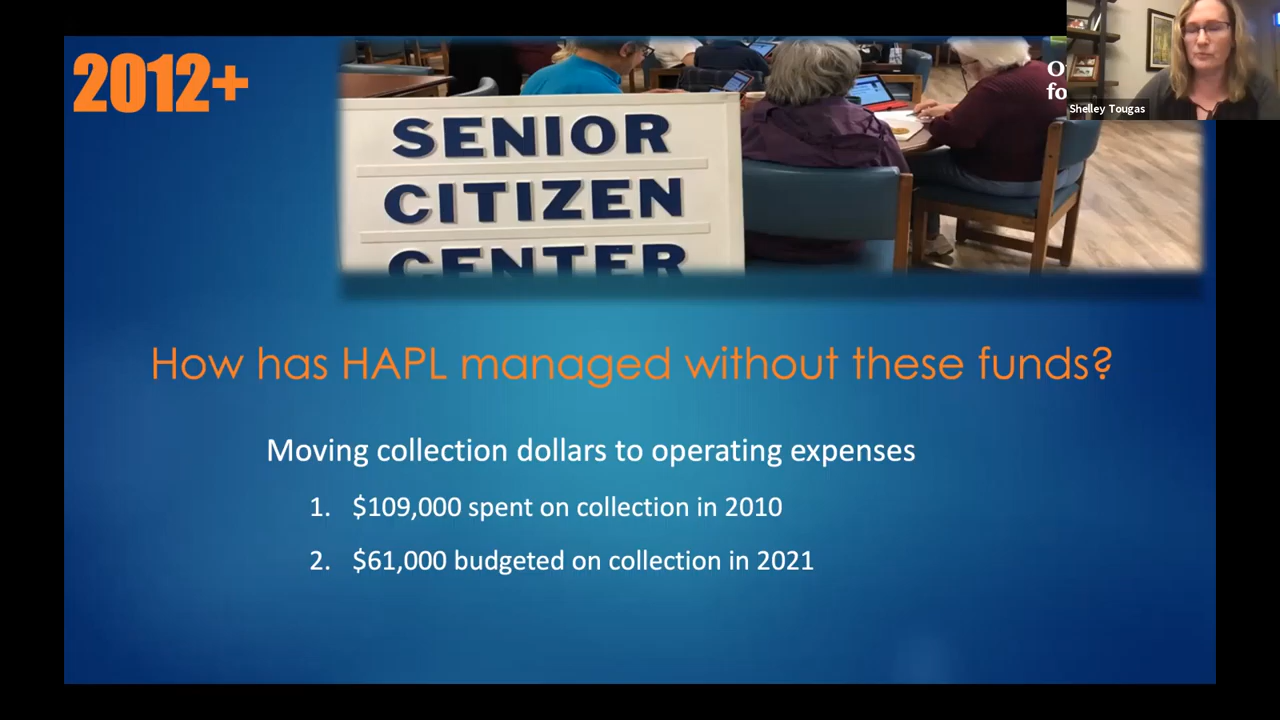 2012+
SENIOR
CITIZEN
CENTER
Shelley Tougas
How has HAPL managed without these funds?
Moving collection dollars to operating expenses
1. $109,000 spent on collection in 2010
2. $61,000 budgeted on collection in 2021